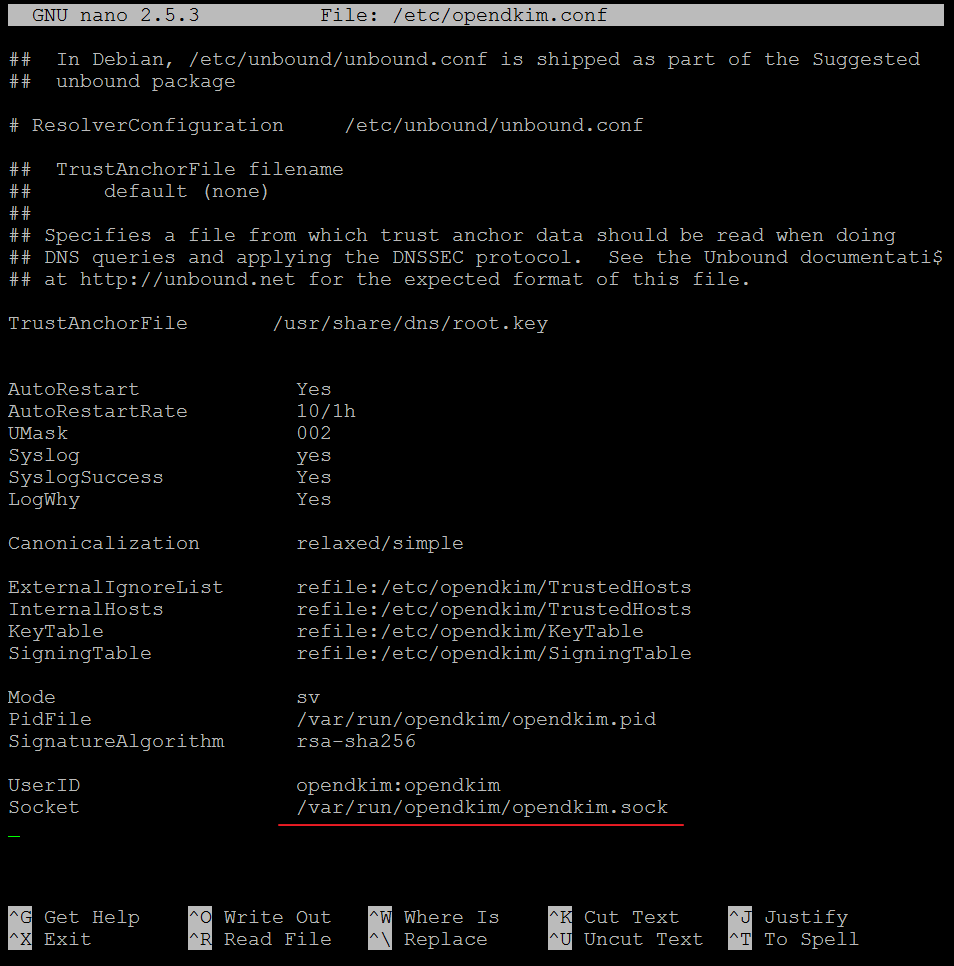 GNU nano 2.5.3          File: /etc/opendkim.conf
##  In Debian, /etc/unbound/unbound.conf is shipped as part of the Suggested
##  unbound package
# ResolverConfiguration     /etc/unbound/unbound.conf
##  TrustAnchorFile filename
##      default (none)
##
## Specifies a file from which trust anchor data should be read when doing
## DNS queries and applying the DNSSEC protocol.  See the Unbound documentati$
## at http://unbound.net for the expected format of this file.
TrustAnchorFile       /usr/share/dns/root.key
AutoRestart             Yes
AutoRestartRate         10/1h
UMask                   002
Syslog                  yes
SyslogSuccess           Yes
LogWhy                  Yes
Canonicalization        relaxed/simple
ExternalIgnoreList      refile:/etc/opendkim/TrustedHosts
InternalHosts           refile:/etc/opendkim/TrustedHosts
KeyTable                refile:/etc/opendkim/KeyTable
SigningTable            refile:/etc/opendkim/SigningTable
Mode                    sv
PidFile                 /var/run/opendkim/opendkim.pid
SignatureAlgorithm      rsa-sha256
UserID                  opendkim:opendkim
Socket                  /var/run/opendkim/opendkim.sock
^G Get Help    ^O Write Out   ^W Where Is    ^K Cut Text    ^J Justify
^X Exit        ^R Read File   ^\ Replace     ^U Uncut Text  ^T To Spell